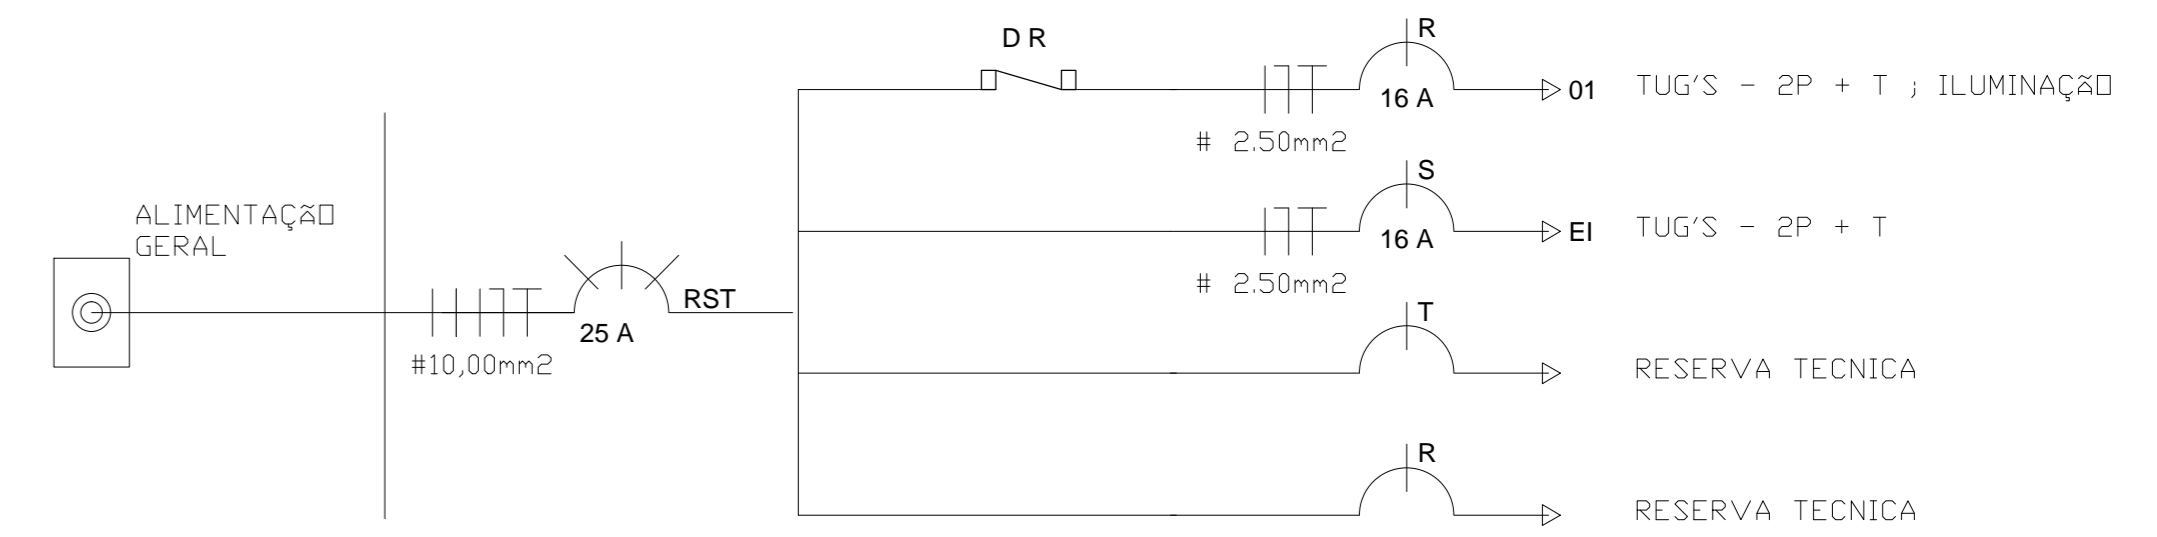 D R
R
16 A
01
TUG'S - 2P + T ; ILUMINAÇÃO
# 2.50mm2
S
16 A
EI
TUG'S - 2P + T
# 2.50mm2
ALIMENTAÇÃO
GERAL
RST
25 A
#10,00mm2
T
RESERVA TECNICA
R
RESERVA TECNICA